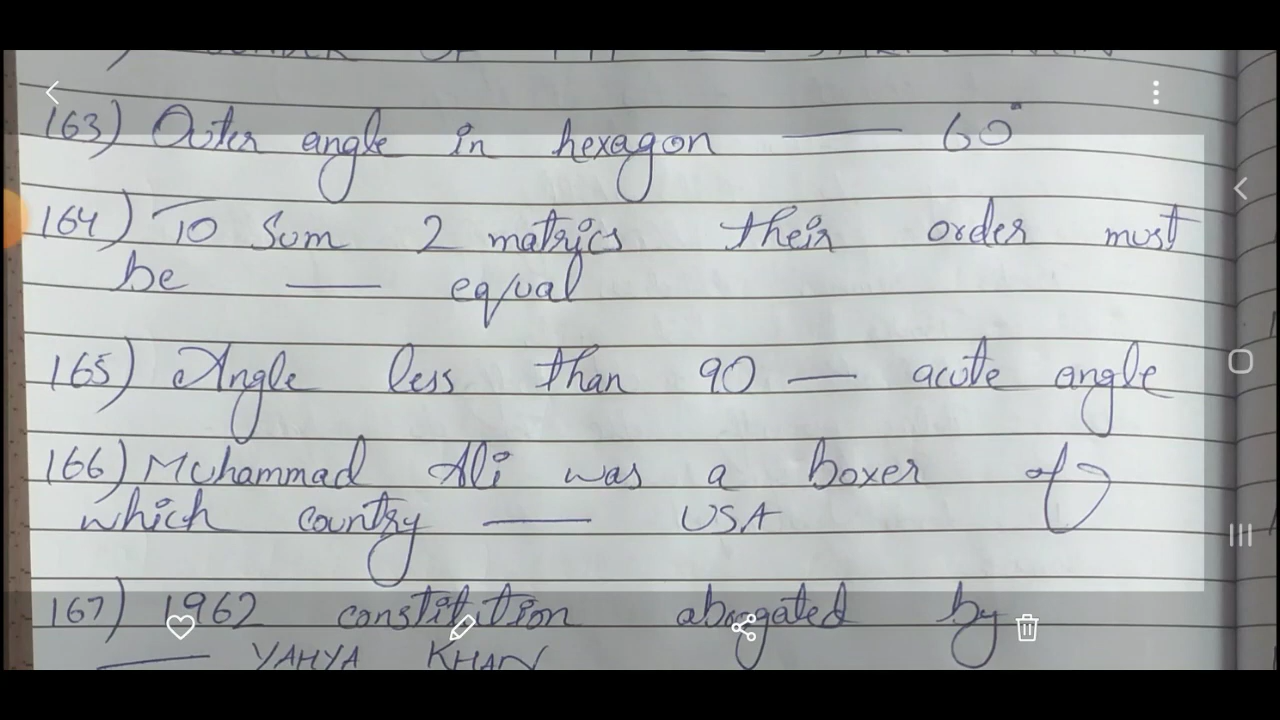 163) Outer angle in hexagon — 60°
164) To Sum 2 matrics their order must
be — equal
165) Angle less than 90 — acute angle
166) Muhammad Ali was a boxer of
which country — USA
167) 1962 constitution abrogated by
— YAHYA KHAN